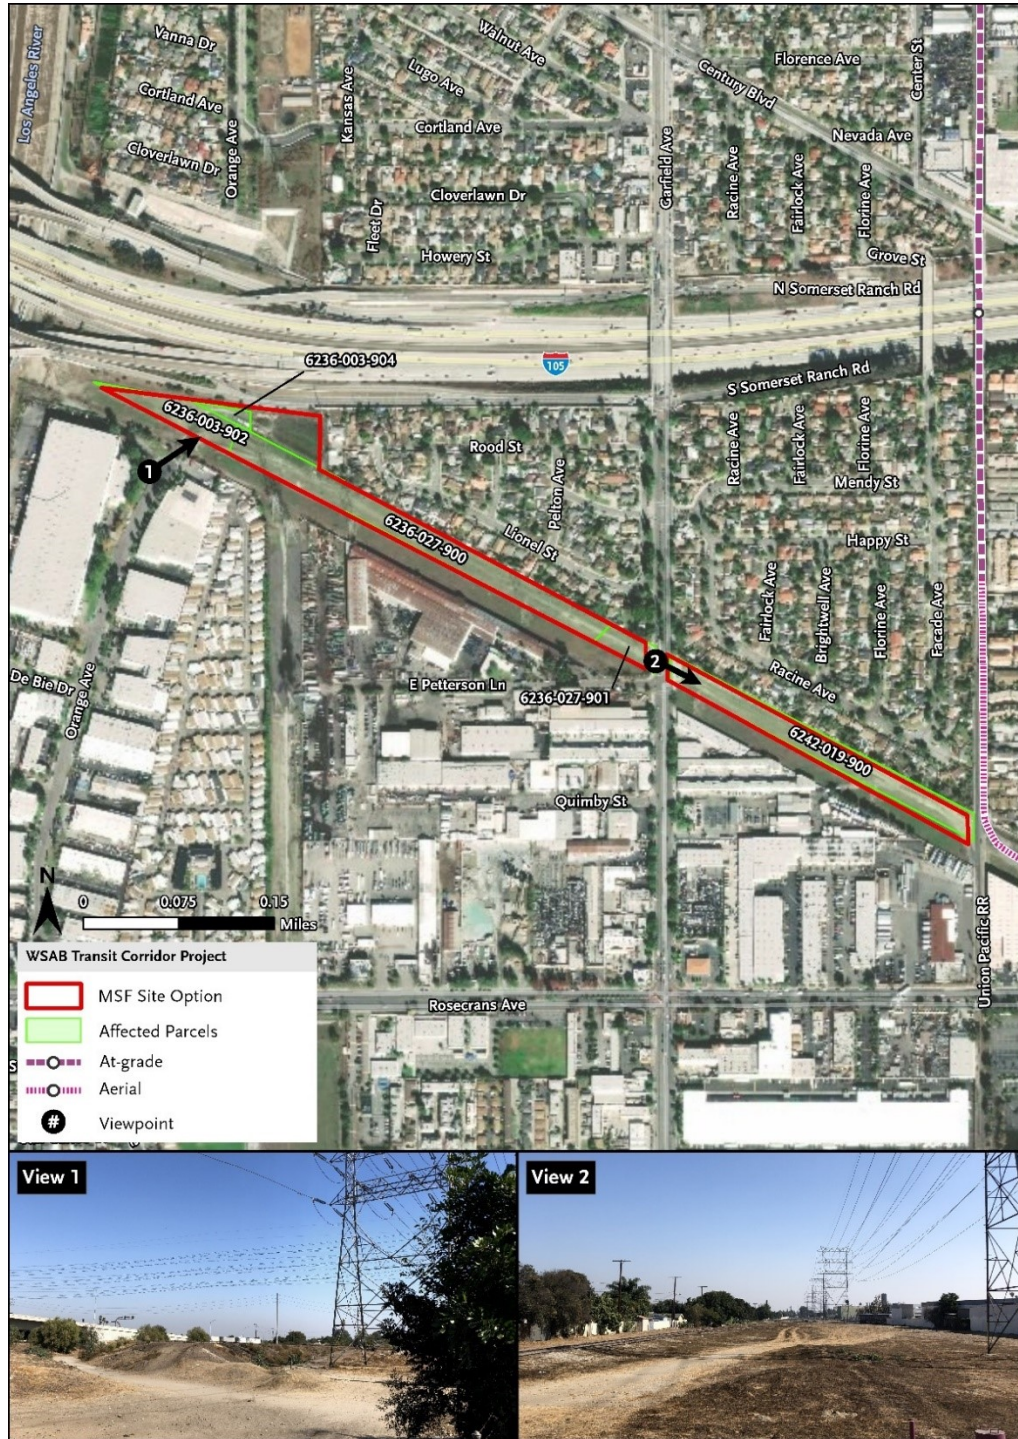 Vanna Dr
Walnut Ave
Florence Ave
Center St
Los Angeles River
Lugo Ave
Century Blvd
Cortland Ave
Kansas Ave
Cortland Ave
Nevada Ave
Orange Ave
Garfield Ave
Racine Ave
Fairlock Ave
Florine Ave
Cloverlawn Dr
Cloverlawn Dr
Fleet Dr
Howery St
Grove St
N Somerset Ranch Rd
6236-003-904
105
S Somerset Ranch Rd
6236-003-902
Rood St
Racine Ave
Fairlock Ave
Florine Ave
1
Pelton Ave
Mendy St
6236-027-900
Lionel St
Happy St
Fairlock Ave
Brightwell Ave
Florine Ave
Facade Ave
2
De Bie Dr
Orange Ave
E Petterson Ln
6236-027-901
Racine Ave
6242-019-900
Quimby St
N
0 0.075 0.15
Miles
Union Pacific RR
WSAB Transit Corridor Project
MSF Site Option
Rosecrans Ave
Affected Parcels
At-grade
Aerial
# Viewpoint
View 1
View 2